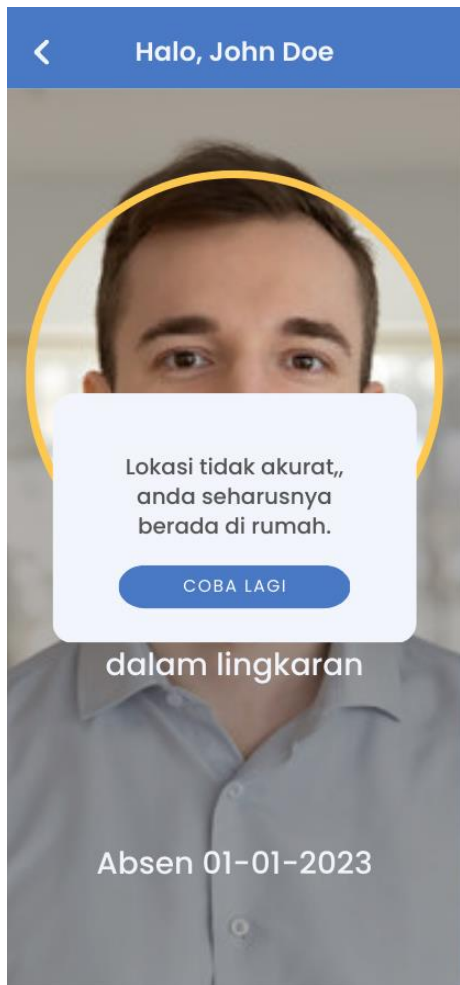 Halo, John Doe
Lokasi tidak akurat,,
anda seharusnya
berada di rumah.
COBA LAGI
dalam lingkaran
Absen 01-01-2023